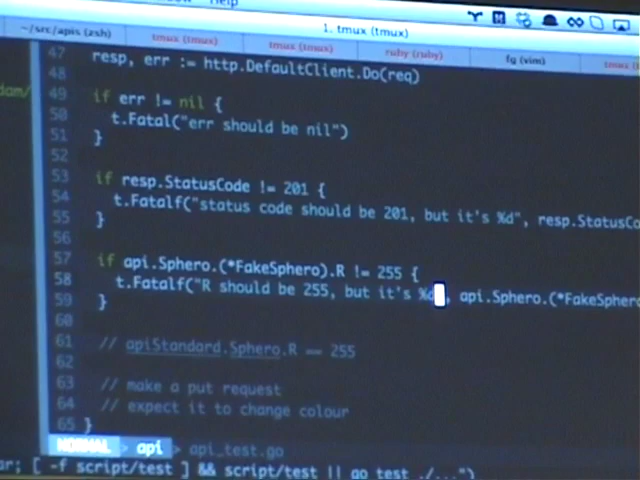 Help
1. tmux (tmux)
~/src/apis (zsh) tmux (tmux) tmux (tmux) ruby (ruby) fg (vim) tmux
47 resp, err := http.DefaultClient.Do(req)
48
49 if err != nil {
50 t.Fatal("err should be nil")
51 }
52
53 if resp.StatusCode != 201 {
54 t.Fatalf("status code should be 201, but it's %d", resp.StatusCo
55 }
56
57 if api.Sphero.(*FakeSphero).R != 255 {
58 t.Fatalf("R should be 255, but it's %d", api.Sphero.(*FakeSphero
59 }
60
61 // apiStandard.Sphero.R == 255
62
63 // make a put request
64 // expect it to change colour
65 }
NORMAL > api > api_test.go
ar; [ -f script/test ] && script/test || go test ./...")
dam/